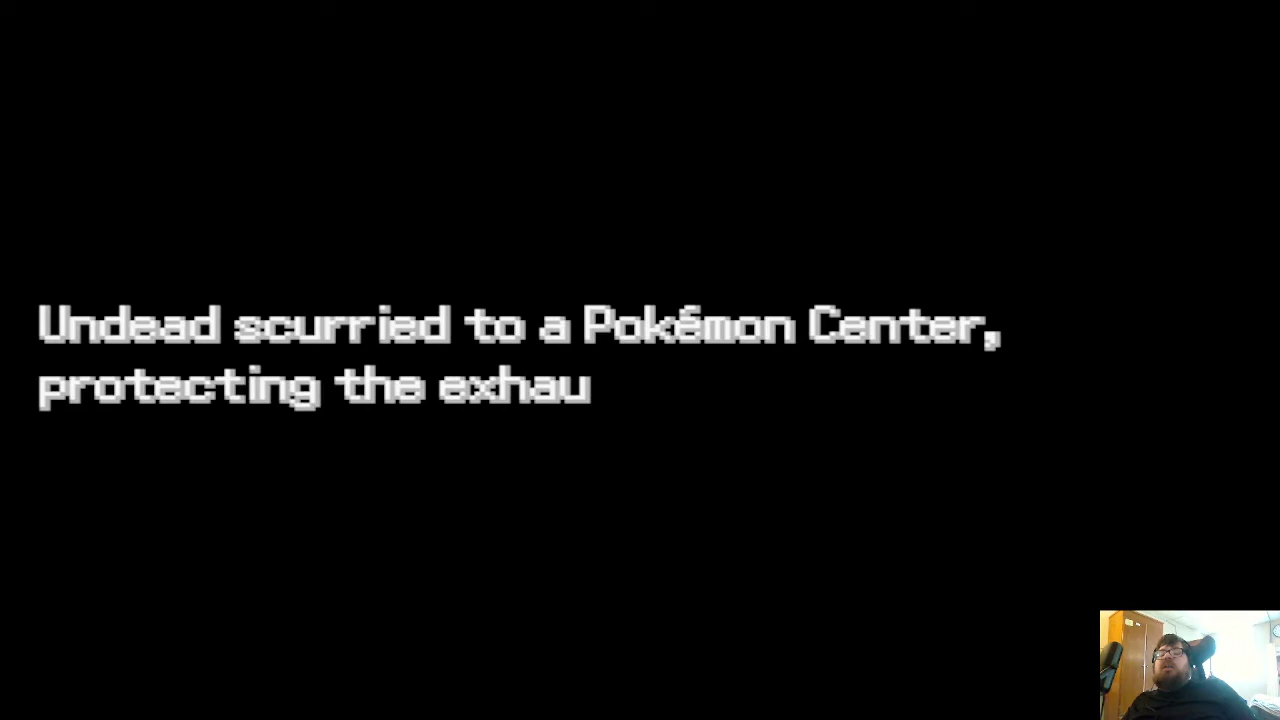 Undead scurried to a Pokémon Center,
protecting the exhau